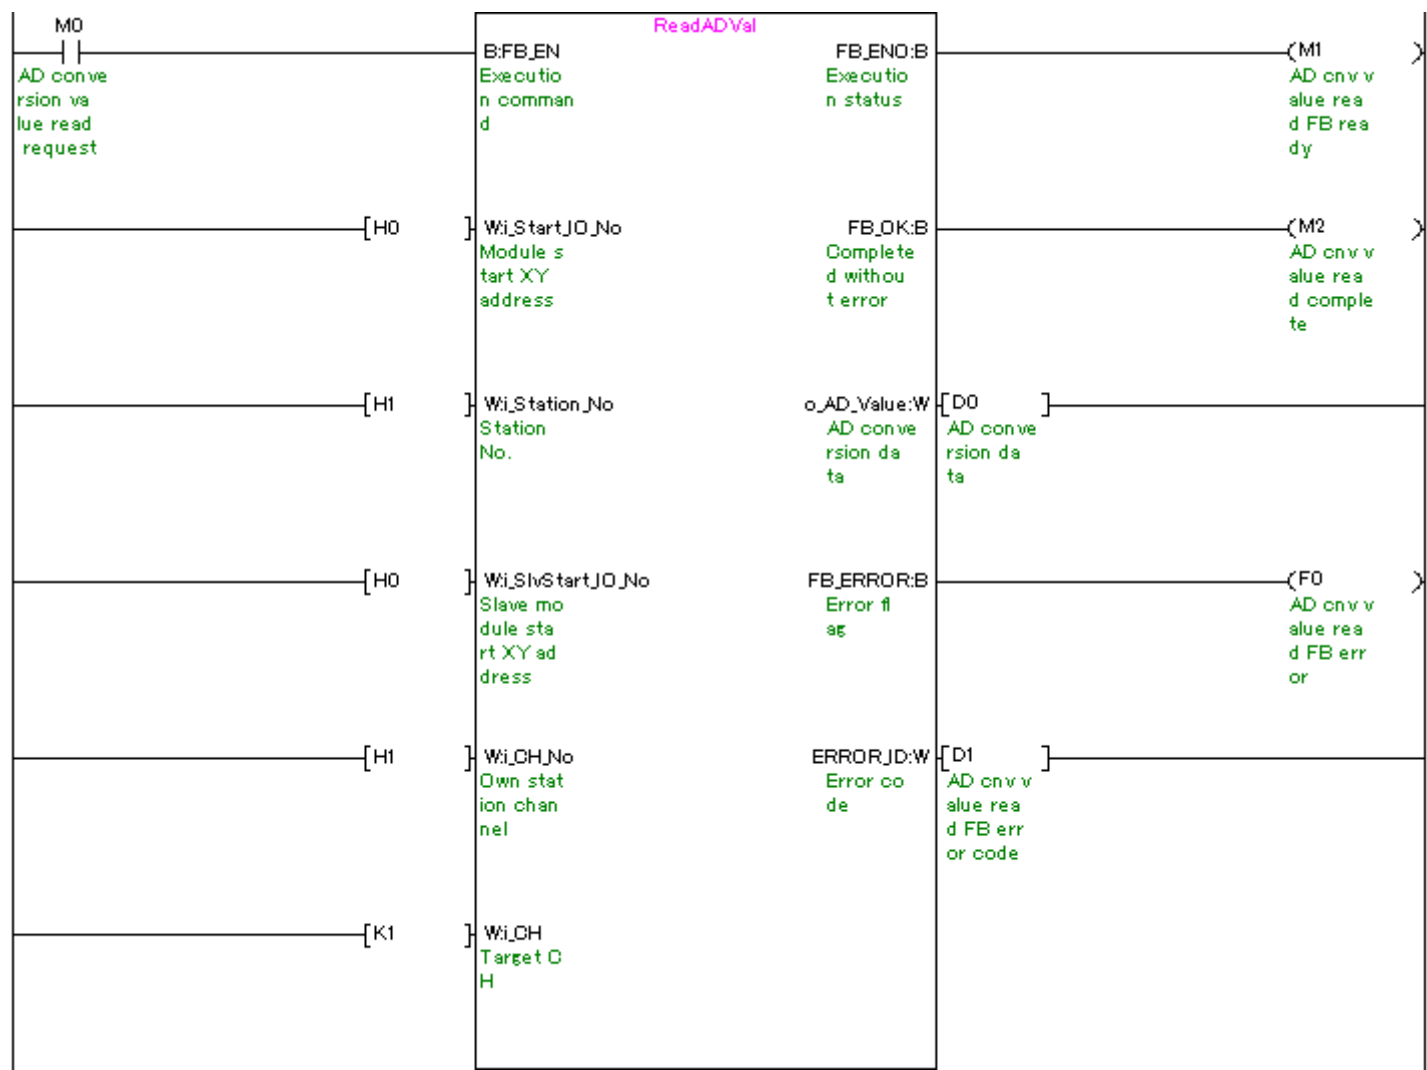 M0
ReadADVal
B:FB_EN
FB_ENO:B
M1
AD conve
rsion va
lue read
request
Executio
n comman
d
Executio
n status
AD cnv v
alue rea
d FB rea
dy
H0
W:i_Start_IO_No
FB_OK:B
M2
Module s
tart XY
address
Complete
d withou
t error
AD cnv v
alue rea
d comple
te
H1
W:i_Station_No
o_AD_Value:W
D0
Station
No.
AD conve
rsion da
ta
AD conve
rsion da
ta
H0
W:i_SlvStart_IO_No
FB_ERROR:B
F0
Slave mo
dule sta
rt XY ad
dress
Error fl
ag
AD cnv v
alue rea
d FB err
or
H1
W:i_CH_No
ERROR_ID:W
D1
Own stat
ion chan
nel
Error co
de
AD cnv v
alue rea
d FB err
or code
K1
W:i_CH
Target C
H